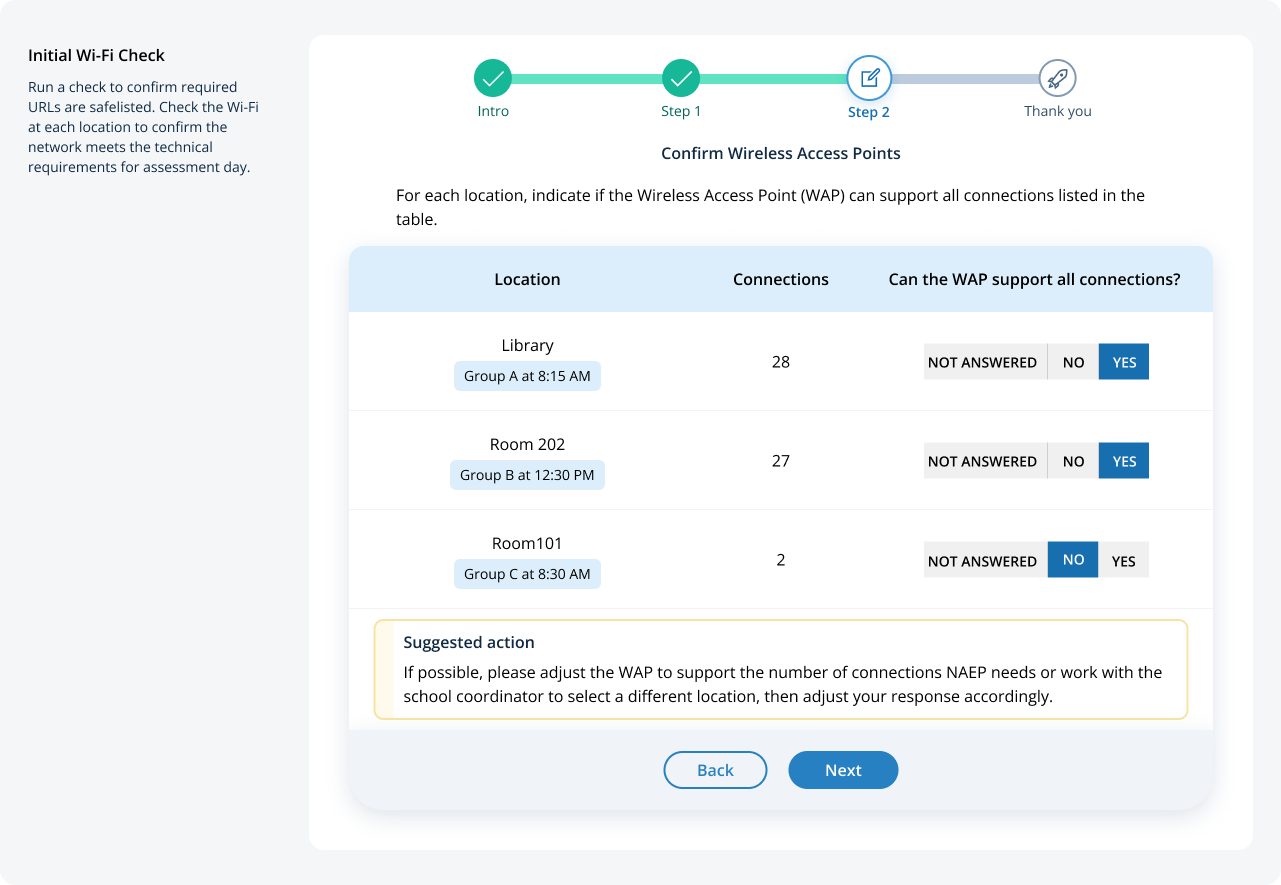 Initial Wi-Fi Check
Run a check to confirm required
URLs are safelisted. Check the Wi-Fi
at each location to confirm the
network meets the technical
requirements for assessment day.
Intro
Step 1
Step 2
Thank you
Confirm Wireless Access Points
For each location, indicate if the Wireless Access Point (WAP) can support all connections listed in the
table.
Location Connections Can the WAP support all connections?
Library
Group A at 8:15 AM
28
NOT ANSWERED NO YES
Room 202
Group B at 12:30 PM
27
NOT ANSWERED NO YES
Room101
Group C at 8:30 AM
2
NOT ANSWERED NO YES
Suggested action
If possible, please adjust the WAP to support the number of connections NAEP needs or work with the
school coordinator to select a different location, then adjust your response accordingly.
Back Next